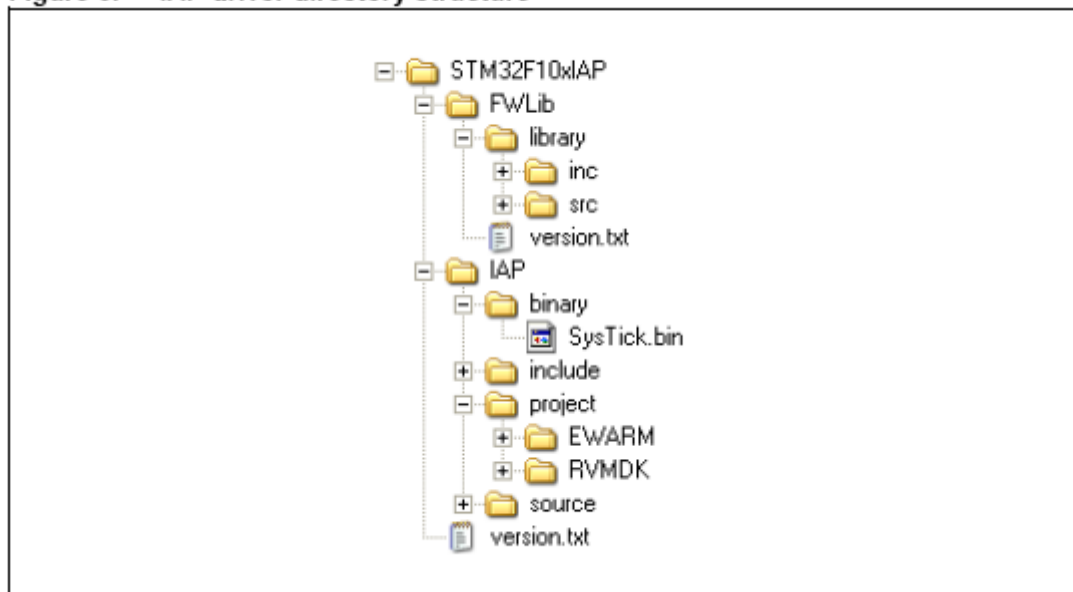 STM32F10xIAP
FWLib
library
inc
src
version.txt
IAP
binary
SysTick.bin
include
project
EWARM
RVMDK
source
version.txt